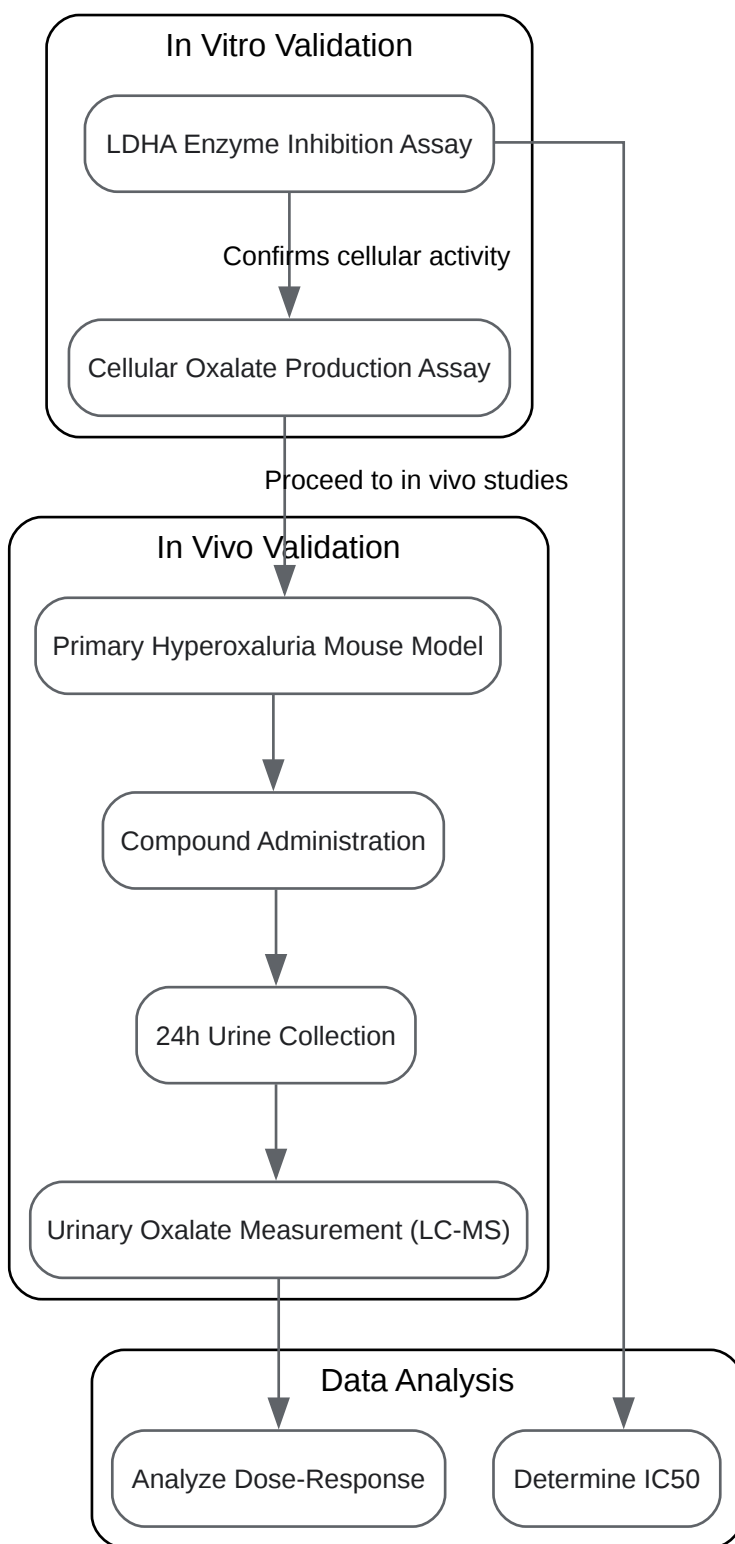 In Vitro Validation
LDHA Enzyme Inhibition Assay
Confirms cellular activity
Cellular Oxalate Production Assay
Proceed to in vivo studies
In Vivo Validation
Primary Hyperoxaluria Mouse Model
Compound Administration
24h Urine Collection
Urinary Oxalate Measurement (LC-MS)
Data Analysis
Analyze Dose-Response
Determine IC50